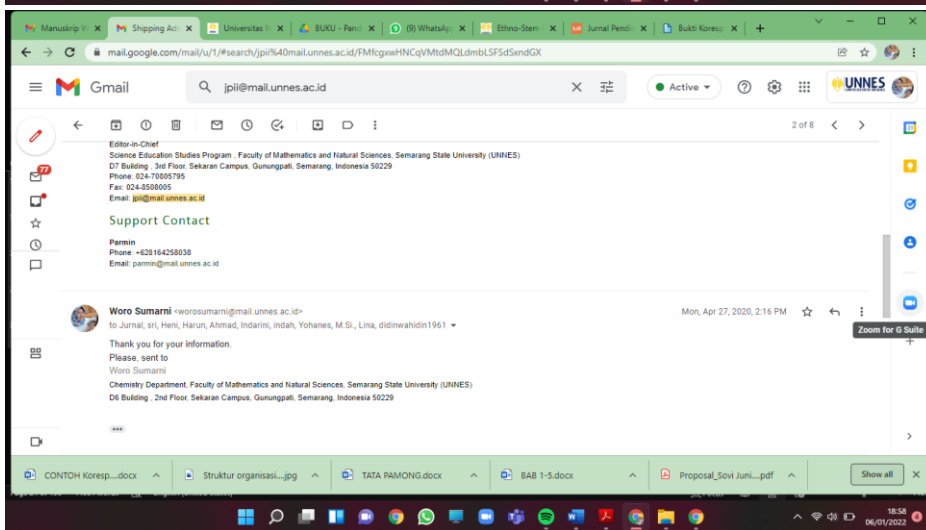 Manuskrip Vi
Shipping Add
Universitas N
BUKU - Pand
(9) WhatsApp
Ethno-Stem
Jurnal Pendid
Bukti Koresp
mail.google.com/mail/u/1/#search/jpii%40mail.unnes.ac.id/FMfcgxwHNCqVMtdMQLdmbLSFSdSxndGX
Gmail
jpii@mail.unnes.ac.id
Active
UNNES
2 of 8
77
Editor-in-Chief
Science Education Studies Program , Faculty of Mathematics and Natural Sciences, Semarang State University (UNNES)
D7 Building , 3rd Floor, Sekaran Campus, Gunungpati, Semarang, Indonesia 50229
Phone: 024-70805795
Fax: 024-8508005
Email: jpii@mail.unnes.ac.id
Support Contact
Parmin
Phone: +628164258038
Email: parmin@mail.unnes.ac.id
Woro Sumarni <worosumarni@mail.unnes.ac.id>
Mon, Apr 27, 2020, 2:16 PM
to Jurnal, sri, Heni, Harun, Ahmad, Indarini, indah, Yohanes, M.Si., Lina, didinwahidin1961
Zoom for G Suite
Thank you for your information.
Please, sent to
Woro Sumarni
Chemistry Department, Faculty of Mathematics and Natural Sciences, Semarang State University (UNNES)
D6 Building , 2nd Floor, Sekaran Campus, Gunungpati, Semarang, Indonesia 50229
CONTOH Koresp....docx
Struktur organisasi....jpg
TATA PAMONG.docx
BAB 1-5.docx
Proposal_Sovi Juni....pdf
Show all
18:58
06/01/2022
4